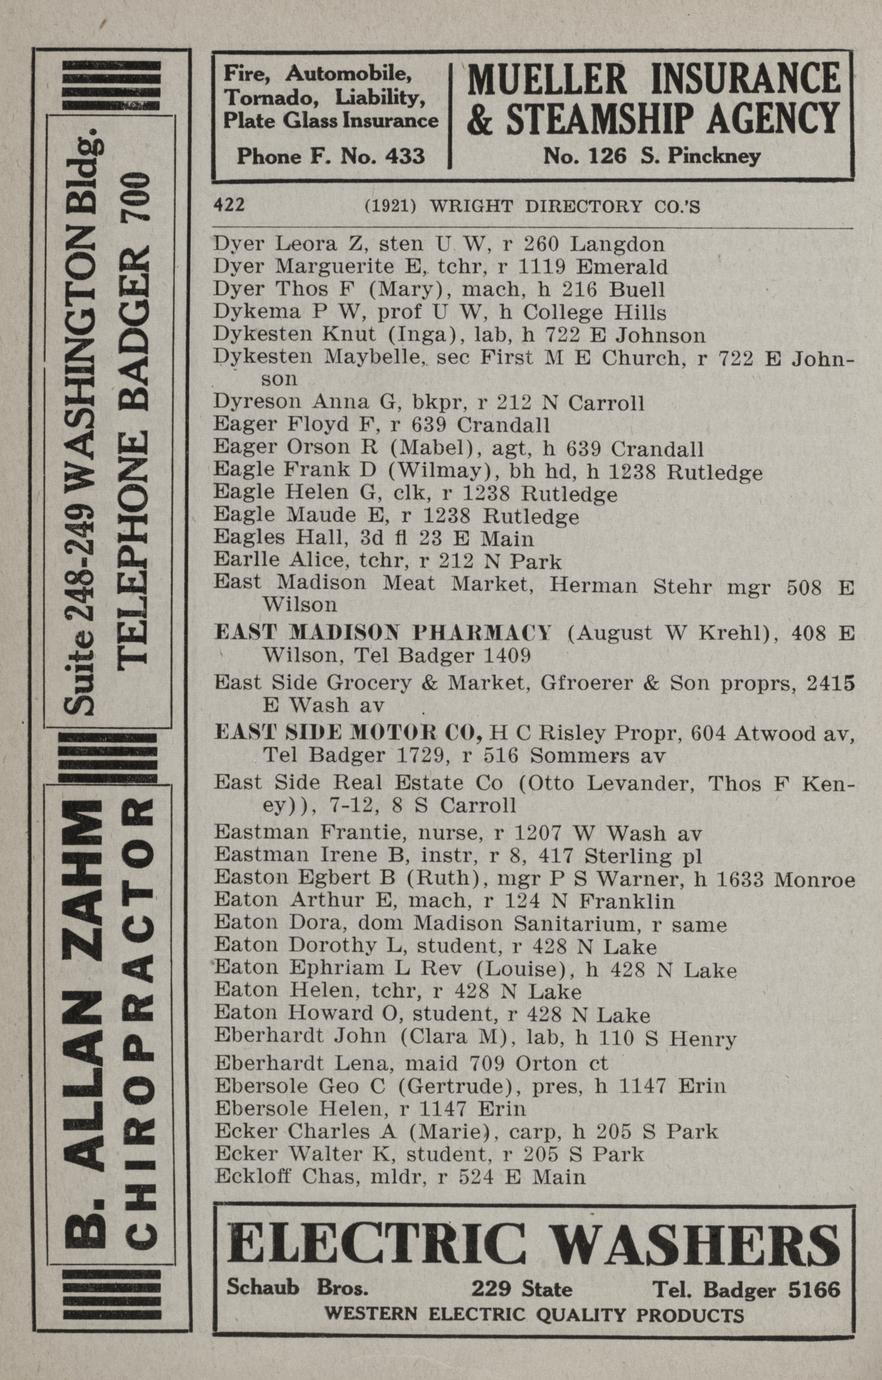 Fire, Automobile,
Tornado, Liability,
Plate Glass Insurance
Phone F. No. 433
MUELLER INSURANCE
& STEAMSHIP AGENCY
No. 126 S. Pinckney
B. ALLAN ZAHM
CHIROPRACTOR
Suite 248-249 WASHINGTON Bldg.
TELEPHONE BADGER 700
422 (1921) WRIGHT DIRECTORY CO.'S
Dyer Leora Z, sten U W, r 260 Langdon
Dyer Marguerite E, tchr, r 1119 Emerald
Dyer Thos F (Mary), mach, h 216 Buell
Dykema P W, prof U W, h College Hills
Dykesten Knut (Inga), lab, h 722 E Johnson
Dykesten Maybelle, sec First M E Church, r 722 E John-
son
Dyreson Anna G, bkpr, r 212 N Carroll
Eager Floyd F, r 639 Crandall
Eager Orson R (Mabel), agt, h 639 Crandall
Eagle Frank D (Wilmay), bh hd, h 1238 Rutledge
Eagle Helen G, clk, r 1238 Rutledge
Eagle Maude E, r 1238 Rutledge
Eagles Hall, 3d fl 23 E Main
Earlle Alice, tchr, r 212 N Park
East Madison Meat Market, Herman Stehr mgr 508 E
Wilson
EAST MADISON PHARMACY (August W Krehl), 408 E
Wilson, Tel Badger 1409
East Side Grocery & Market, Gfroerer & Son proprs, 2415
E Wash av
EAST SIDE MOTOR CO, H C Risley Propr, 604 Atwood av,
Tel Badger 1729, r 516 Sommers av
East Side Real Estate Co (Otto Levander, Thos F Ken-
ey)), 7-12, 8 S Carroll
Eastman Frantie, nurse, r 1207 W Wash av
Eastman Irene B, instr, r 8, 417 Sterling pl
Easton Egbert B (Ruth), mgr P S Warner, h 1633 Monroe
Eaton Arthur E, mach, r 124 N Franklin
Eaton Dora, dom Madison Sanitarium, r same
Eaton Dorothy L, student, r 428 N Lake
Eaton Ephriam L Rev (Louise), h 428 N Lake
Eaton Helen, tchr, r 428 N Lake
Eaton Howard O, student, r 428 N Lake
Eberhardt John (Clara M), lab, h 110 S Henry
Eberhardt Lena, maid 709 Orton ct
Ebersole Geo C (Gertrude), pres, h 1147 Erin
Ebersole Helen, r 1147 Erin
Ecker Charles A (Marie), carp, h 205 S Park
Ecker Walter K, student, r 205 S Park
Eckloff Chas, mldr, r 524 E Main
ELECTRIC WASHERS
Schaub Bros. 229 State Tel. Badger 5166
WESTERN ELECTRIC QUALITY PRODUCTS